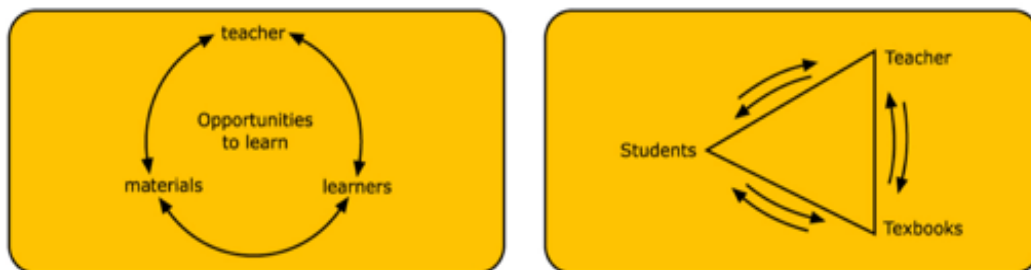 teacher
Opportunities
to learn
materials
learners
Teacher
Students
Texbooks